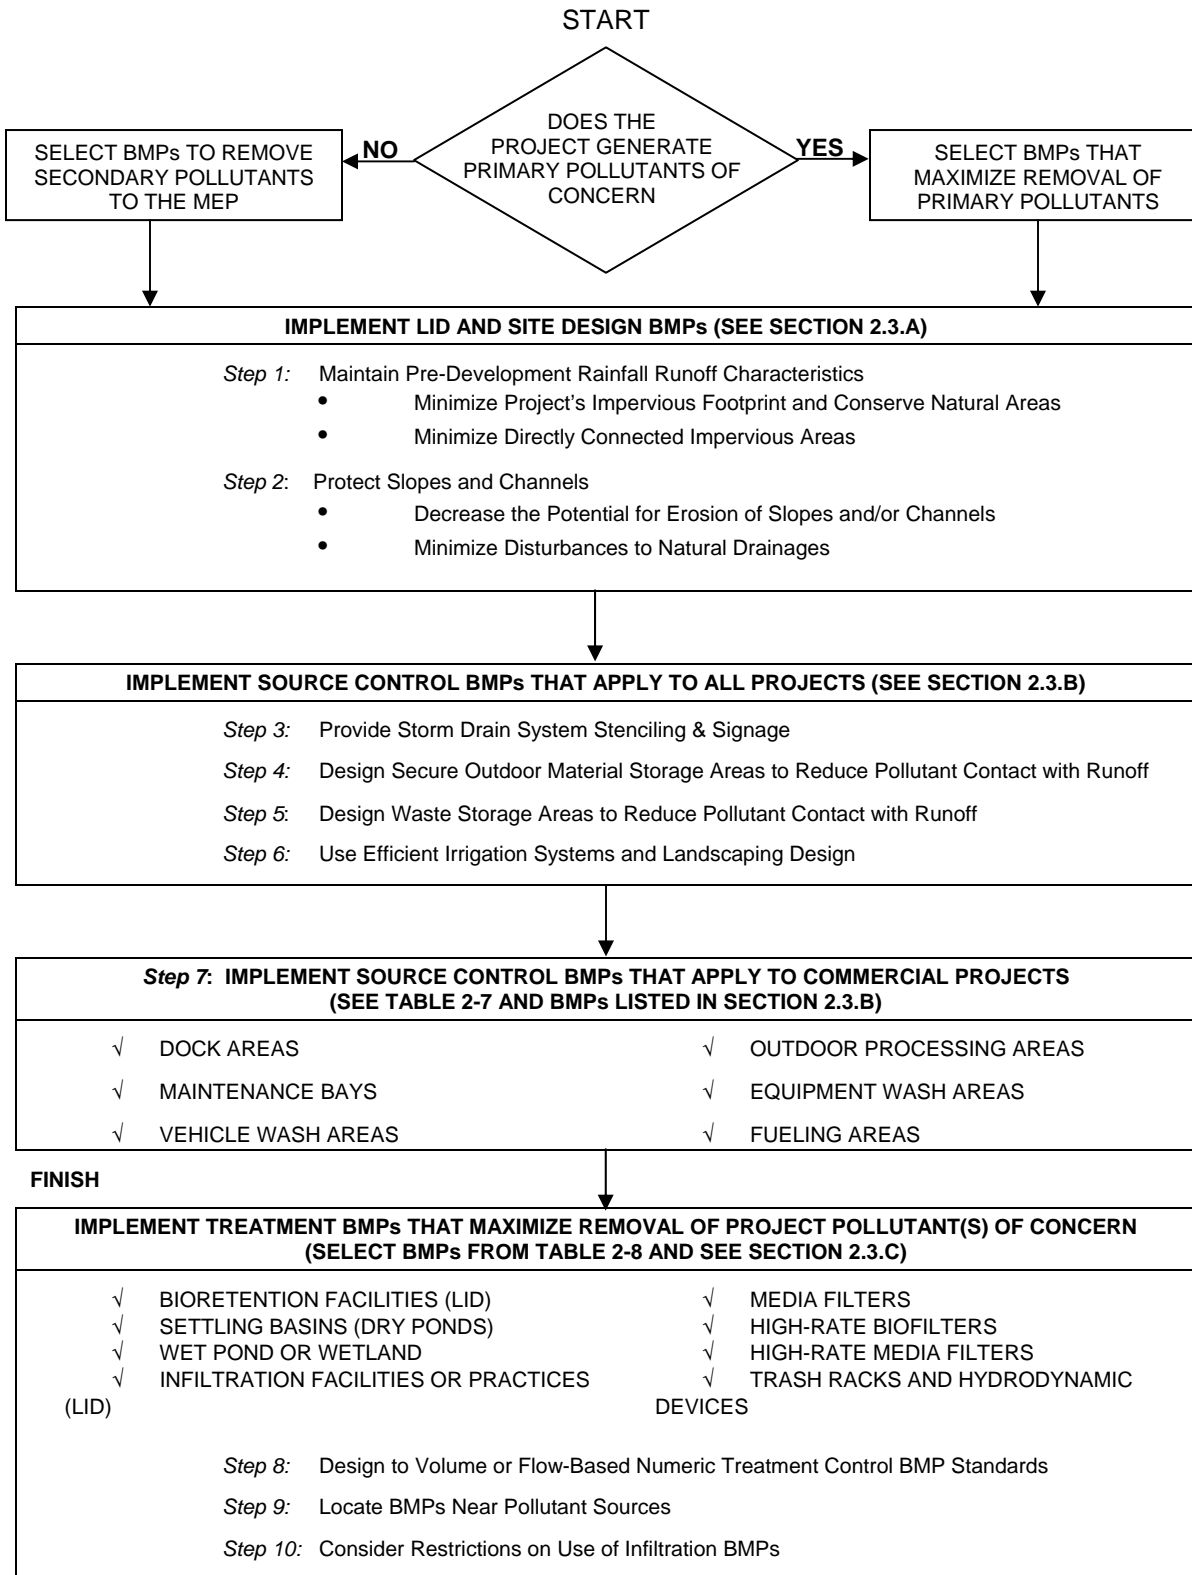 START
DOES THE
PROJECT GENERATE
PRIMARY POLLUTANTS OF
CONCERN
NO
YES
SELECT BMPs TO REMOVE
SECONDARY POLLUTANTS
TO THE MEP
SELECT BMPs THAT
MAXIMIZE REMOVAL OF
PRIMARY POLLUTANTS
IMPLEMENT LID AND SITE DESIGN BMPs (SEE SECTION 2.3.A)
Step 1: Maintain Pre-Development Rainfall Runoff Characteristics
• Minimize Project's Impervious Footprint and Conserve Natural Areas
• Minimize Directly Connected Impervious Areas
Step 2: Protect Slopes and Channels
• Decrease the Potential for Erosion of Slopes and/or Channels
• Minimize Disturbances to Natural Drainages
IMPLEMENT SOURCE CONTROL BMPs THAT APPLY TO ALL PROJECTS (SEE SECTION 2.3.B)
Step 3: Provide Storm Drain System Stenciling & Signage
Step 4: Design Secure Outdoor Material Storage Areas to Reduce Pollutant Contact with Runoff
Step 5: Design Waste Storage Areas to Reduce Pollutant Contact with Runoff
Step 6: Use Efficient Irrigation Systems and Landscaping Design
Step 7: IMPLEMENT SOURCE CONTROL BMPs THAT APPLY TO COMMERCIAL PROJECTS
(SEE TABLE 2-7 AND BMPs LISTED IN SECTION 2.3.B)
√ DOCK AREAS
√ MAINTENANCE BAYS
√ VEHICLE WASH AREAS
√ OUTDOOR PROCESSING AREAS
√ EQUIPMENT WASH AREAS
√ FUELING AREAS
FINISH
IMPLEMENT TREATMENT BMPs THAT MAXIMIZE REMOVAL OF PROJECT POLLUTANT(S) OF CONCERN
(SELECT BMPs FROM TABLE 2-8 AND SEE SECTION 2.3.C)
√ BIORETENTION FACILITIES (LID)
√ SETTLING BASINS (DRY PONDS)
√ WET POND OR WETLAND
√ INFILTRATION FACILITIES OR PRACTICES
(LID)
√ MEDIA FILTERS
√ HIGH-RATE BIOFILTERS
√ HIGH-RATE MEDIA FILTERS
√ TRASH RACKS AND HYDRODYNAMIC
DEVICES
Step 8: Design to Volume or Flow-Based Numeric Treatment Control BMP Standards
Step 9: Locate BMPs Near Pollutant Sources
Step 10: Consider Restrictions on Use of Infiltration BMPs